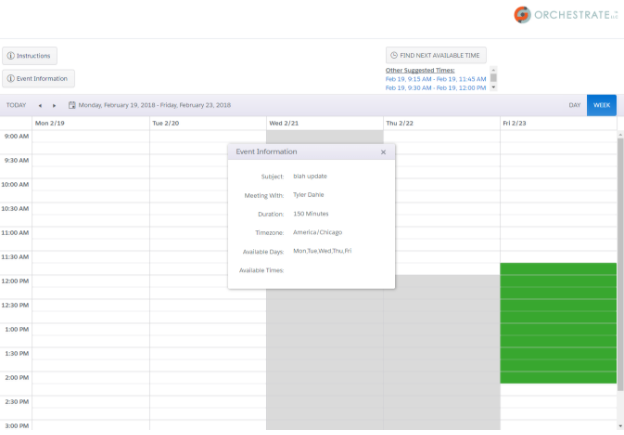 ORCHESTRATE
Instructions
FIND NEXT AVAILABLE TIME
Other Suggested Times:
Feb 19, 9:15 AM - Feb 19, 11:45 AM
Event Information
Feb 19, 9:30 AM - Feb 19, 12:00 PM
TODAY
Monday, February 19, 2018 - Friday, February 23, 2018
DAY
WEEK
Mon 2/19
Tue 2/20
Wed 2/21
Thu 2/22
Fri 2/23
9:00 AM
9:30 AM
10:00 AM
10:30 AM
11:00 AM
11:30 AM
12:00 PM
12:30 PM
1:00 PM
1:30 PM
2:00 PM
2:30 PM
3:00 PM
Event Information
Subject: blah update
Meeting With: Tyler
Duration: 150 Minutes
Timezone: America/Chicago
Available Days: Mon,Tue,Wed,Thu,Fri
Available Times: